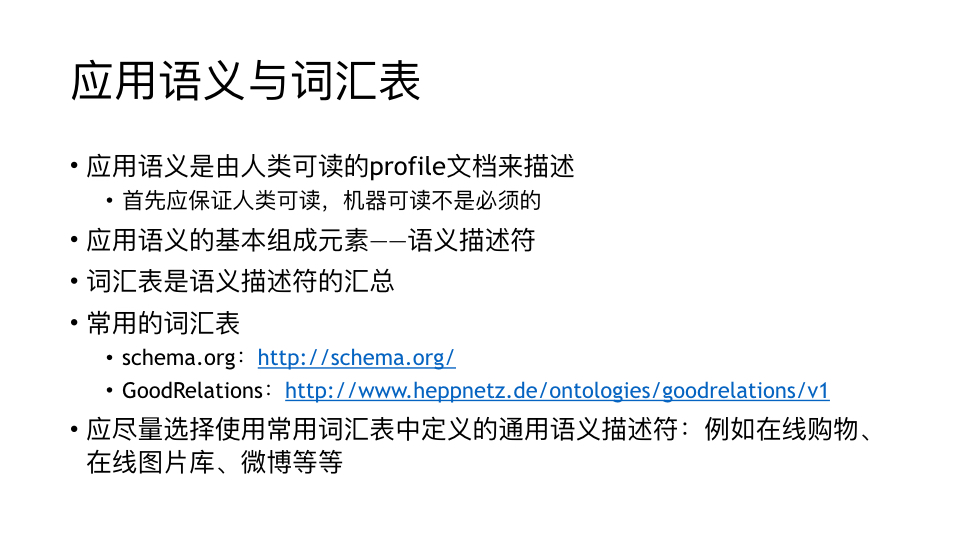 应用语义与词汇表
• 应用语义是由人类可读的profile文档来描述
• 首先应保证人类可读，机器可读不是必须的
• 应用语义的基本组成元素——语义描述符
• 词汇表是语义描述符的汇总
• 常用的词汇表
• schema.org：http://schema.org/
• GoodRelations：http://www.heppnetz.de/ontologies/goodrelations/v1
• 应尽量选择使用常用词汇表中定义的通用语义描述符：例如在线购物、
在线图片库、微博等等